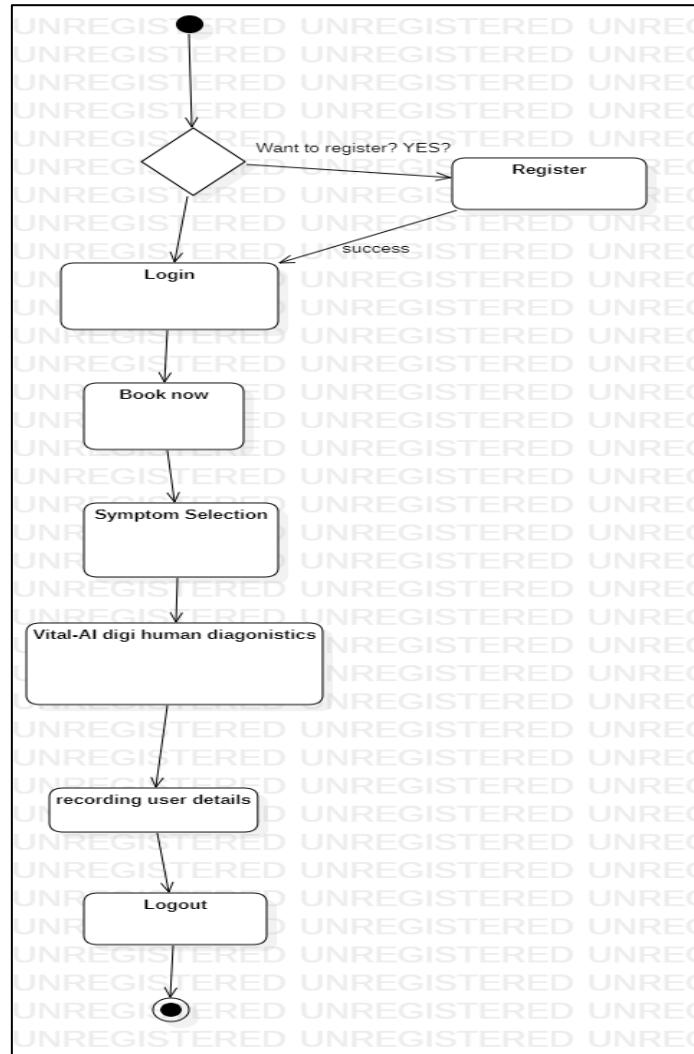 Want to register? YES?
Register
success
Login
Book now
Symptom Selection
Vital-AI digi human diagonistics
recording user details
Logout
UNREGISTERED UNREGISTERED UNREG